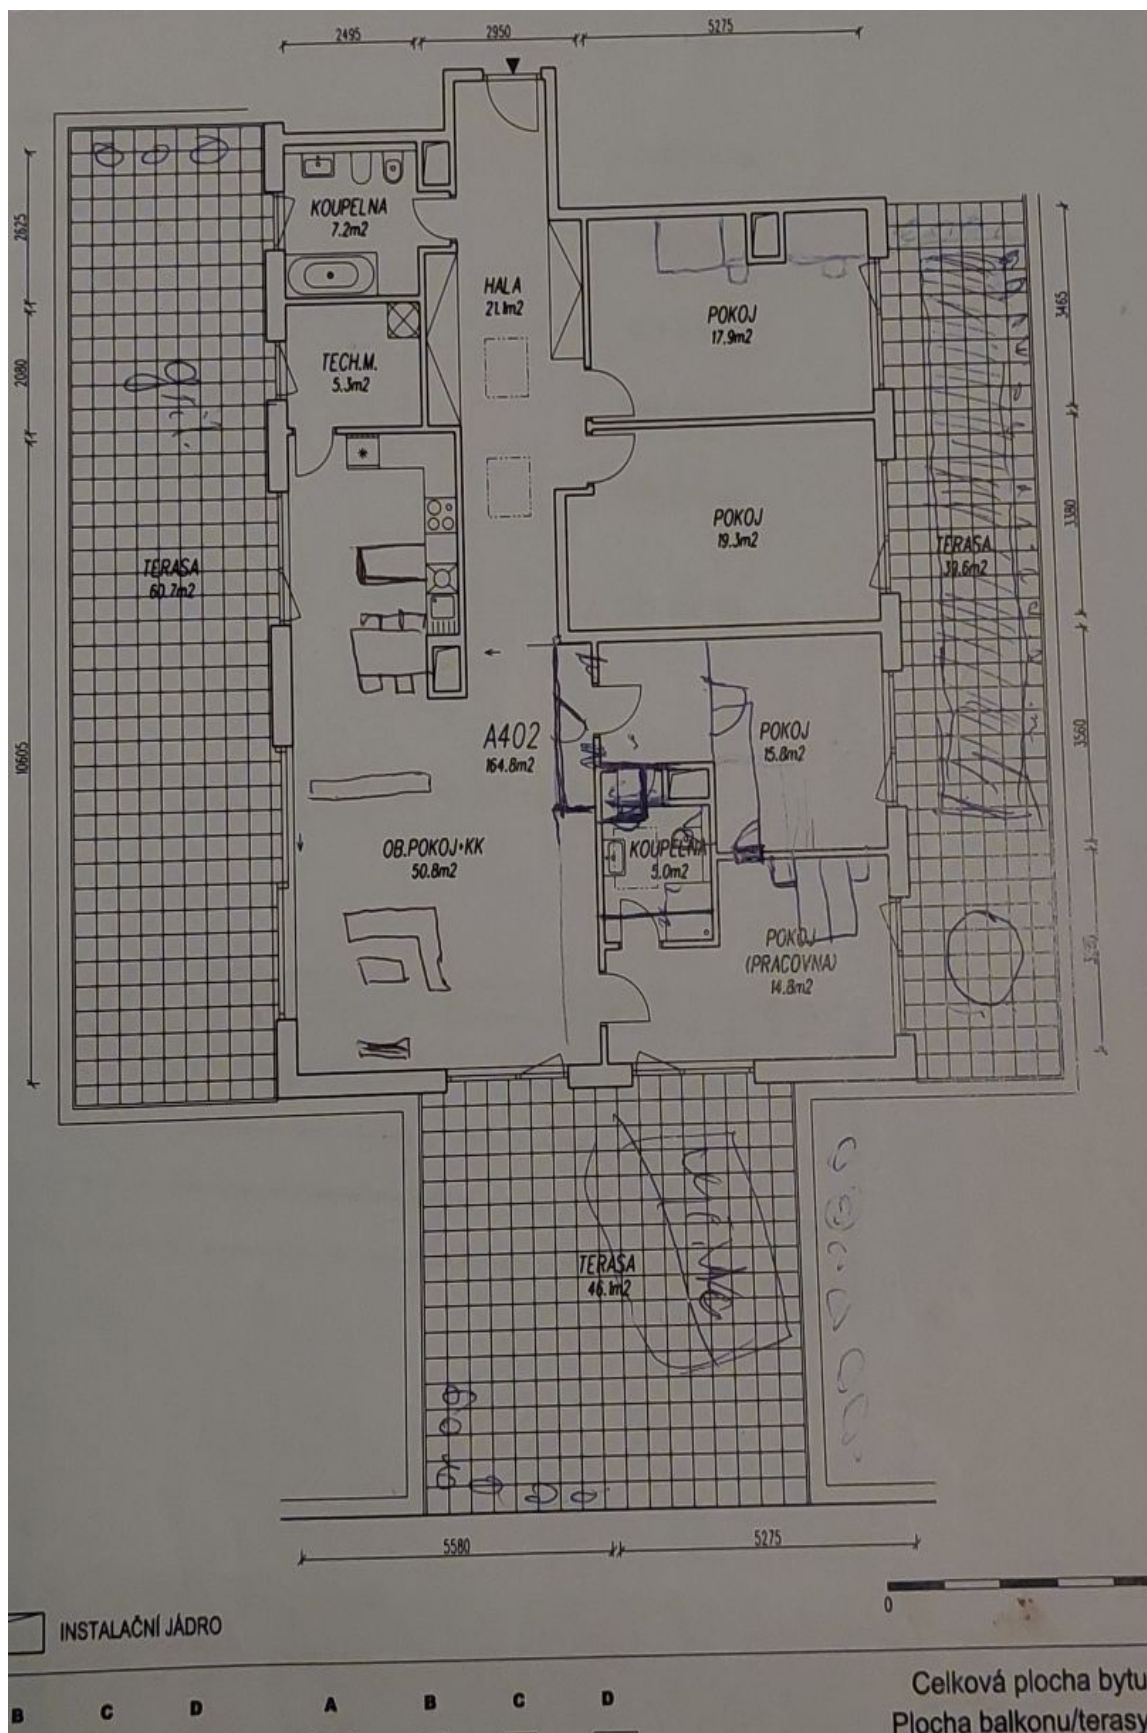 2495
2950
5275
KOUPELNA
7.2m2
2625
HALA
21.1m2
POKOJ
17.9m2
3465
TECH.M.
5.3m2
2080
POKOJ
19.3m2
3380
TERASA
60.7m2
TERASA
39.6m2
A402
164.8m2
POKOJ
15.8m2
3560
10605
OB.POKOJ+KK
50.8m2
KOUPELNA
5.0m2
POKOJ
(PRACOVNA)
14.8m2
TERASA
46.1m2
5580
5275
0
INSTALAČNÍ JÁDRO
Celková plocha bytu
Plocha balkonu/terasy
B C D A B C D